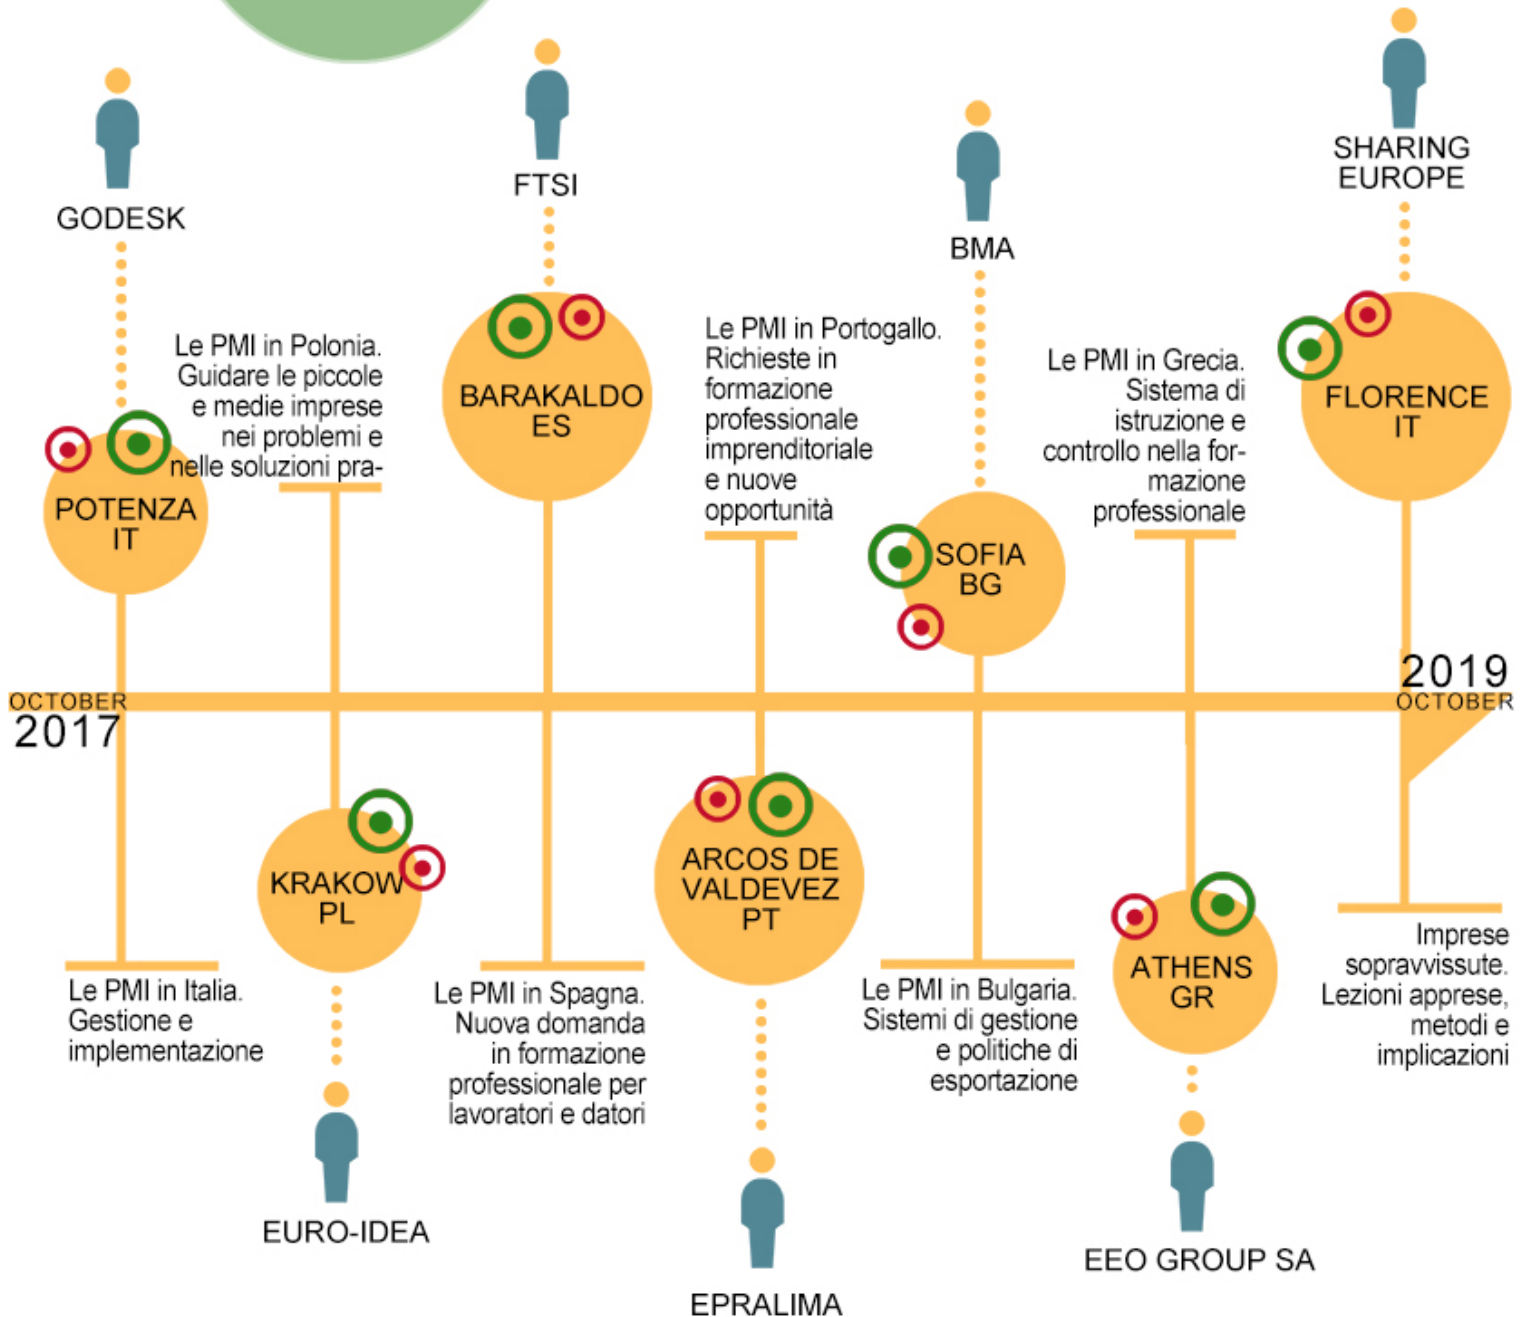 GODESK
POTENZA
IT
Le PMI in Italia.
Gestione e
implementazione
Le PMI in Polonia.
Guidare le piccole
e medie imprese
nei problemi e
nelle soluzioni pra-
KRAKOW
PL
EURO-IDEA
FTSI
BARAKALDO
ES
Le PMI in Spagna.
Nuova domanda
in formazione
professionale per
lavoratori e datori
Le PMI in Portogallo.
Richieste in
formazione
professionale
imprenditoriale
e nuove
opportunità
ARCOS DE
VALDEVEZ
PT
EPRALIMA
BMA
SOFIA
BG
Le PMI in Bulgaria.
Sistemi di gestione
e politiche di
esportazione
Le PMI in Grecia.
Sistema di
istruzione e
controllo nella for-
mazione
professionale
ATHENS
GR
EEO GROUP SA
SHARING
EUROPE
FLORENCE
IT
Imprese
sopravvissute.
Lezioni apprese,
metodi e
implicazioni
OCTOBER
2017
2019
OCTOBER